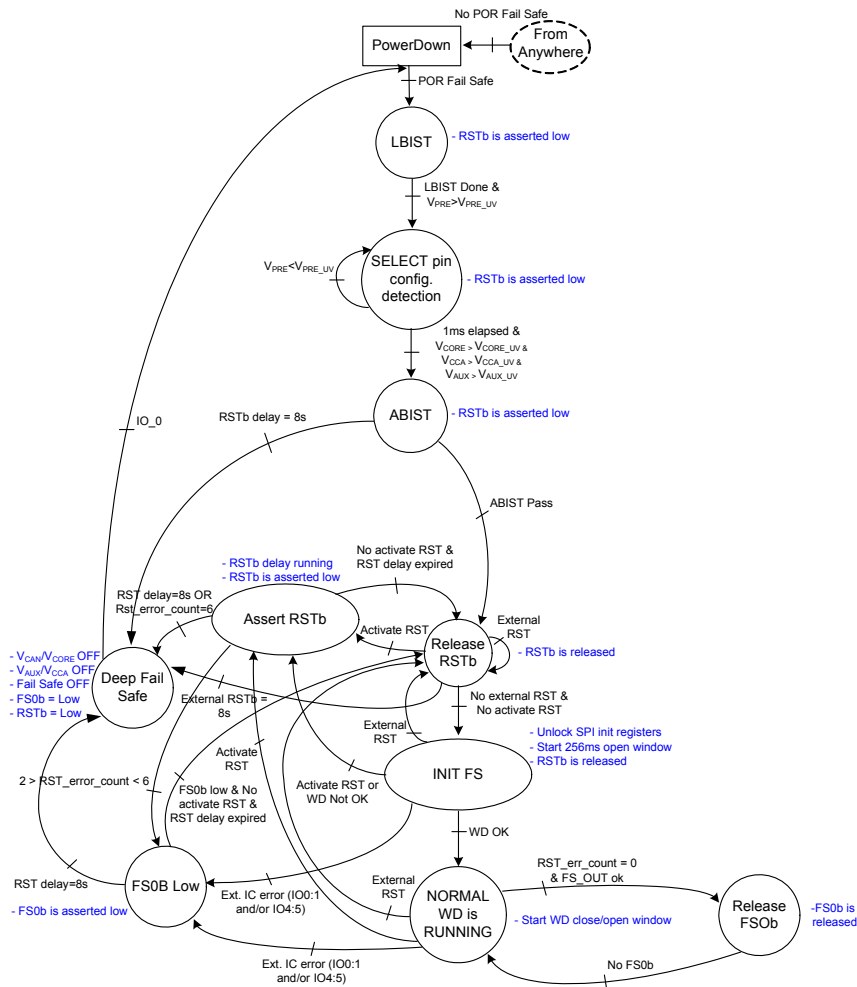 No POR Fail Safe
From
Anywhere
PowerDown
POR Fail Safe
LBIST
- RSTb is asserted low
LBIST Done &
VPRE>VPRE_UV
SELECT pin
config.
detection
VPRE<VPRE_UV
- RSTb is asserted low
1ms elapsed &
VCORE > VCORE_UV &
VCCA > VCCA_UV &
VAUX > VAUX_UV
ABIST
- RSTb is asserted low
RSTb delay = 8s
IO_0
ABIST Pass
- RSTb delay running
- RSTb is asserted low
No activate RST &
RST delay expired
RST delay=8s OR
Rst_error_count=6
Assert RSTb
Activate RST
Release
RSTb
External
RST
- RSTb is released
- VCAN/VCORE OFF
- VAUX/VCCA OFF
- Fail Safe OFF
- FS0b = Low
- RSTb = Low
Deep Fail
Safe
External RSTb =
8s
No external RST &
No activate RST
External
RST
Activate
RST
- Unlock SPI init registers
- Start 256ms open window
- RSTb is released
INIT FS
2 > RST_error_count < 6
FS0b low & No
activate RST &
RST delay expired
Activate RST or
WD Not OK
WD OK
RST delay=8s
FS0B Low
- FS0b is asserted low
Ext. IC error (IO0:1
and/or IO4:5)
External
RST
NORMAL
WD is
RUNNING
- Start WD close/open window
RST_err_count = 0
& FS_OUT ok
Release
FSOb
-FS0b is
released
Ext. IC error (IO0:1
and/or IO4:5)
No FS0b